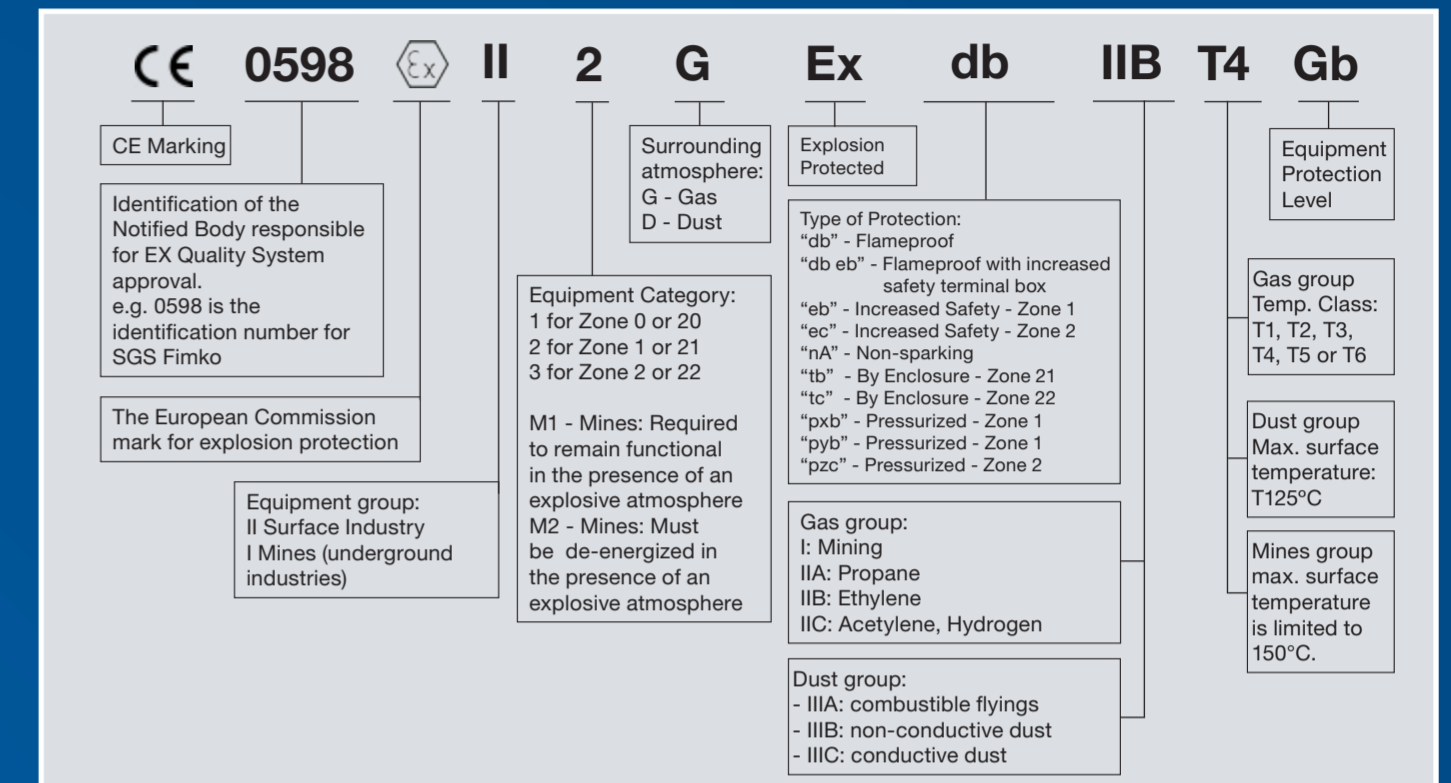 CE 0598 Ex II 2 G Ex db IIB T4 Gb
CE Marking
Identification of the
Notified Body responsible
for EX Quality System
approval.
e.g. 0598 is the
identification number for
SGS Fimko
The European Commission
mark for explosion protection
Equipment group:
II Surface Industry
I Mines (underground
industries)
Equipment Category:
1 for Zone 0 or 20
2 for Zone 1 or 21
3 for Zone 2 or 22
M1 - Mines: Required
to remain functional
in the presence of an
explosive atmosphere
M2 - Mines: Must
be de-energized in
the presence of an
explosive atmosphere
Surrounding
atmosphere:
G - Gas
D - Dust
Explosion
Protected
Type of Protection:
“db” - Flameproof
“db eb” - Flameproof with increased
safety terminal box
“eb” - Increased Safety - Zone 1
“ec” - Increased Safety - Zone 2
“nA” - Non-sparking
“tb” - By Enclosure - Zone 21
“tc” - By Enclosure - Zone 22
“pxb” - Pressurized - Zone 1
“pyb” - Pressurized - Zone 1
“pzc” - Pressurized - Zone 2
Gas group:
I: Mining
IIA: Propane
IIB: Ethylene
IIC: Acetylene, Hydrogen
Dust group:
- IIIA: combustible flyings
- IIIB: non-conductive dust
- IIIC: conductive dust
Equipment
Protection
Level
Gas group
Temp. Class:
T1, T2, T3,
T4, T5 or T6
Dust group
Max. surface
temperature:
T125ºC
Mines group
max. surface
temperature
is limited to
150°C.